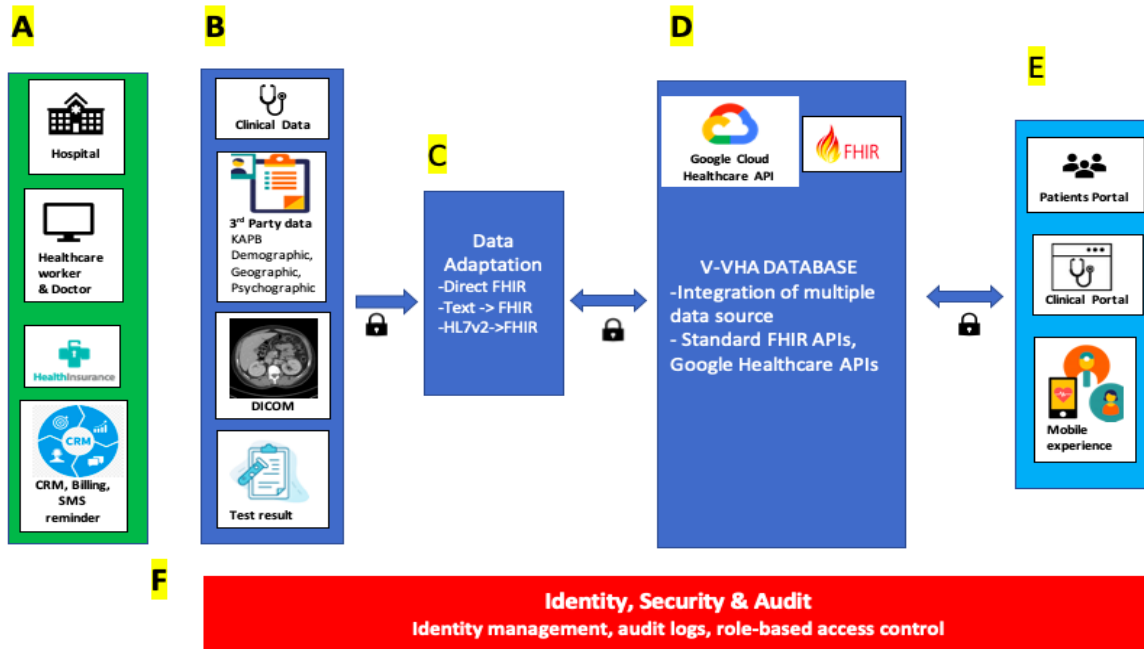 A
Hospital
Healthcare
worker
& Doctor
HealthInsurance
CRM
CRM, Billing,
SMS
reminder
B
Clinical Data
3rd Party data
KAPB
Demographic,
Geographic,
Psychographic
DICOM
Test result
C
Data
Adaptation
-Direct FHIR
-Text -> FHIR
-HL7v2->FHIR
D
Google Cloud
Healthcare API
FHIR
V-VHA DATABASE
-Integration of multiple
data source
- Standard FHIR APIs,
Google Healthcare APIs
E
Patients Portal
Clinical Portal
Mobile
experience
F
Identity, Security & Audit
Identity management, audit logs, role-based access control